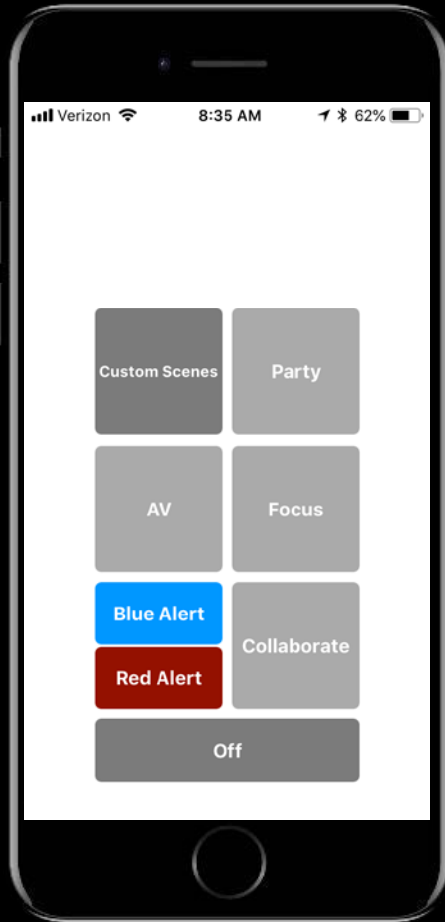 Verizon 8:35 AM 62%
Custom Scenes Party
AV Focus
Blue Alert
Collaborate
Red Alert
Off